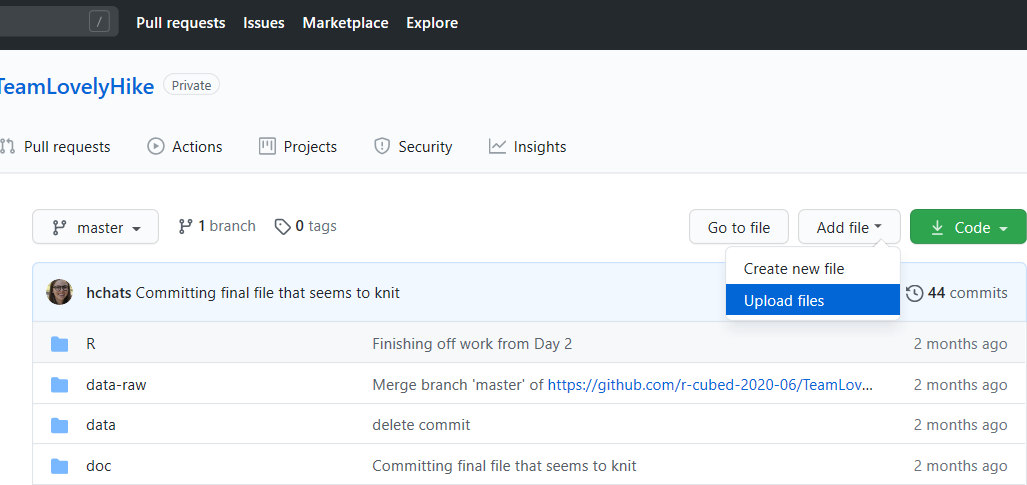 / Pull requests Issues Marketplace Explore
TeamLovelyHike Private
Pull requests Actions Projects Security Insights
master 1 branch 0 tags Go to file Add file Code
Create new file
hchats Committing final file that seems to knit 44 commits
Upload files
R Finishing off work from Day 2 2 months ago
data-raw Merge branch 'master' of https://github.com/r-cubed-2020-06/TeamLov... 2 months ago
data delete commit 2 months ago
doc Committing final file that seems to knit 2 months ago